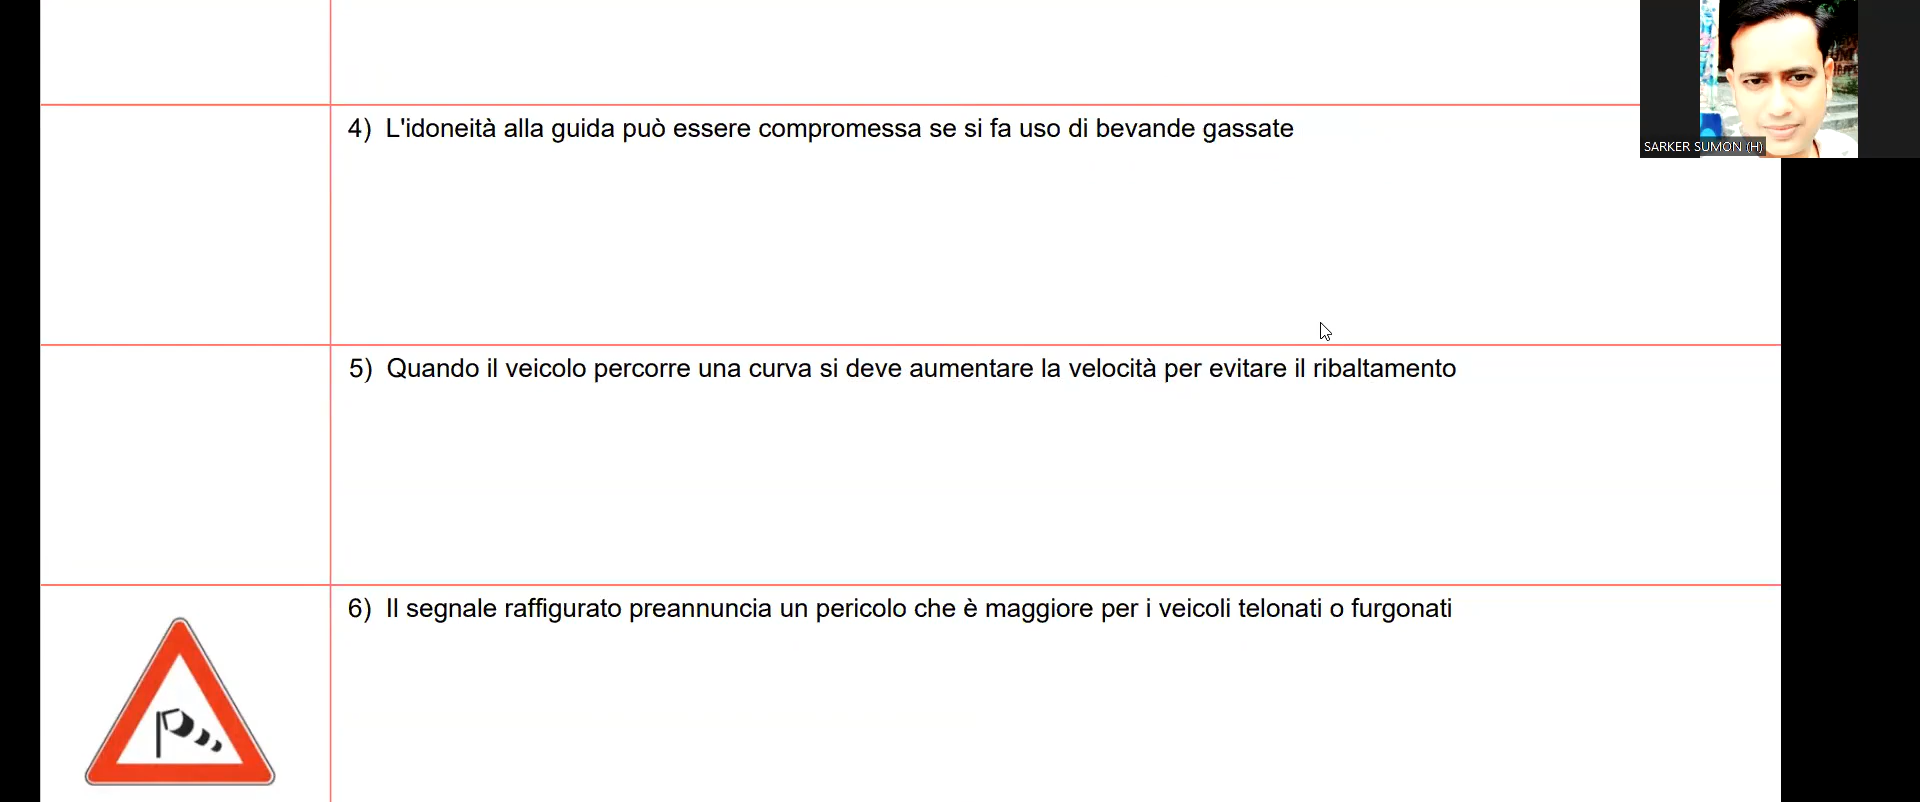 SARKER SUMON (H)
4) L'idoneità alla guida può essere compromessa se si fa uso di bevande gassate
5) Quando il veicolo percorre una curva si deve aumentare la velocità per evitare il ribaltamento
6) Il segnale raffigurato preannuncia un pericolo che è maggiore per i veicoli telonati o furgonati